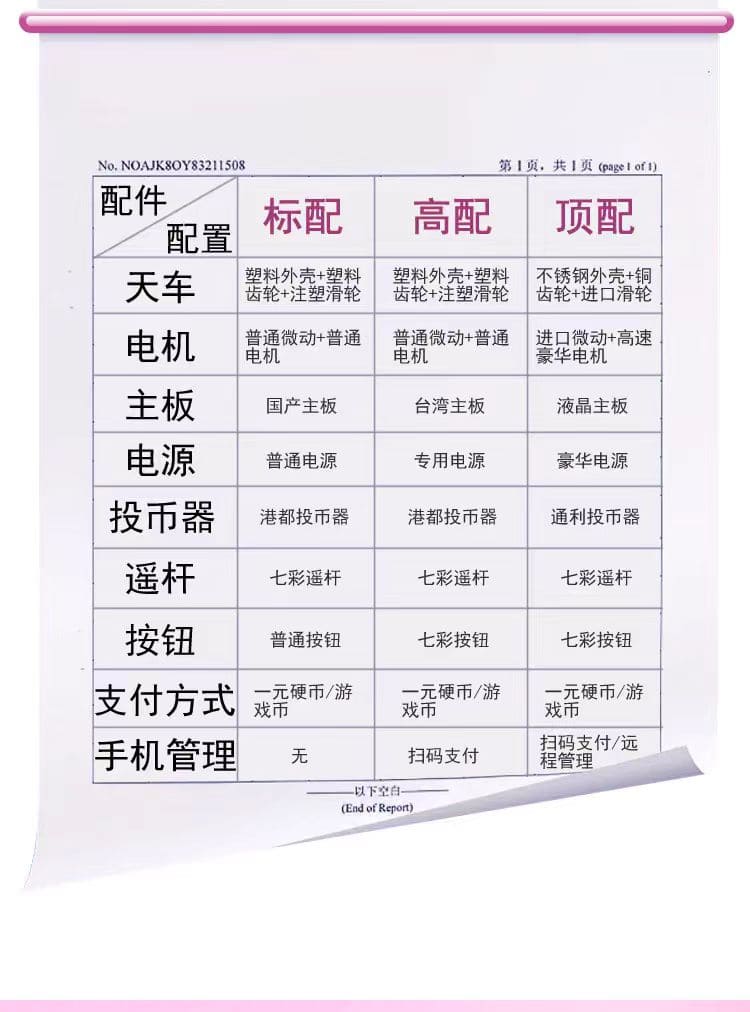 No. NOAJK8OY83211508
第1页，共1页 (page 1 of 1)
配件
配置
标配
高配
顶配
天车
塑料外壳+塑料
齿轮+注塑滑轮
塑料外壳+塑料
齿轮+注塑滑轮
不锈钢外壳+铜
齿轮+进口滑轮
电机
普通微动+普通
电机
普通微动+普通
电机
进口微动+高速
豪华电机
主板
国产主板
台湾主板
液晶主板
电源
普通电源
专用电源
豪华电源
投币器
港都投币器
港都投币器
通利投币器
遥杆
七彩遥杆
七彩遥杆
七彩遥杆
按钮
普通按钮
七彩按钮
七彩按钮
支付方式
一元硬币/游
戏币
一元硬币/游
戏币
一元硬币/游
戏币
手机管理
无
扫码支付
扫码支付/远
程管理
以下空白
(End of Report)